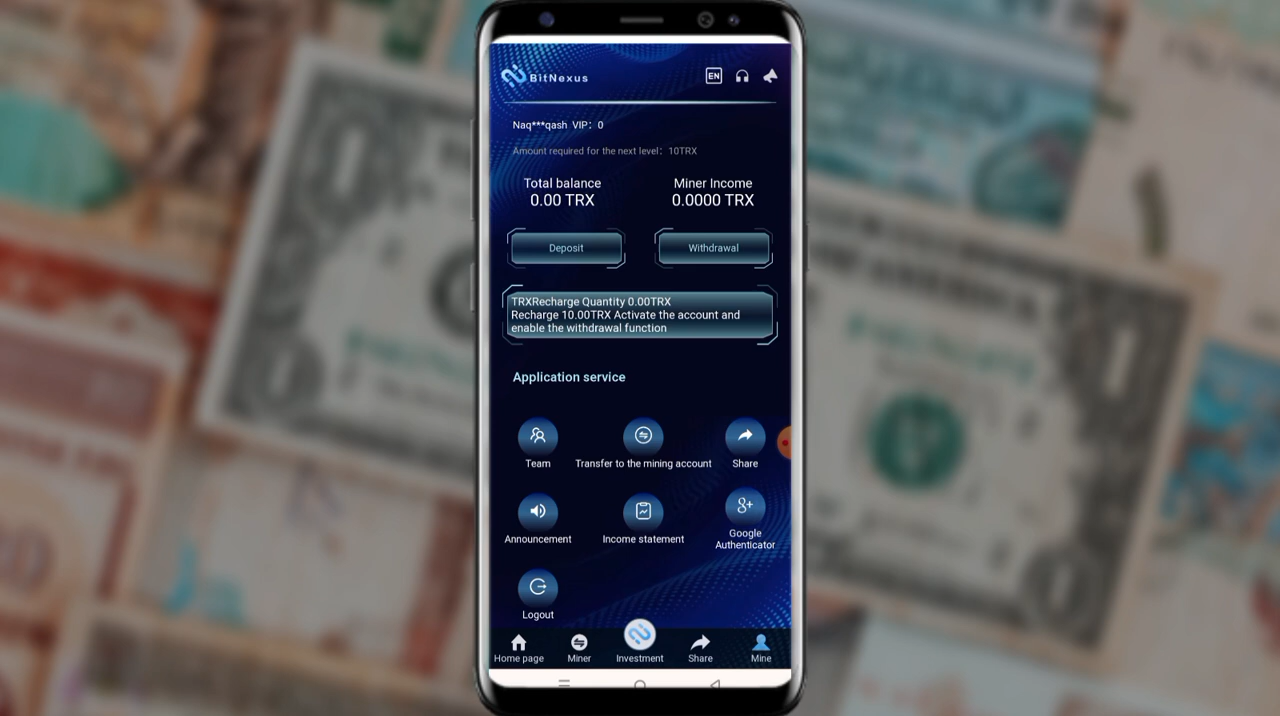 BitNexus
EN
Naq***qash VIP: 0
Amount required for the next level: 10TRX
Total balance
0.00 TRX
Miner Income
0.0000 TRX
Deposit
Withdrawal
TRXRecharge Quantity 0.00TRX
Recharge 10.00TRX Activate the account and
enable the withdrawal function
Application service
Team
Transfer to the mining account
Share
Announcement
Income statement
Google
Authenticator
Logout
Home page
Miner
Investment
Share
Mine